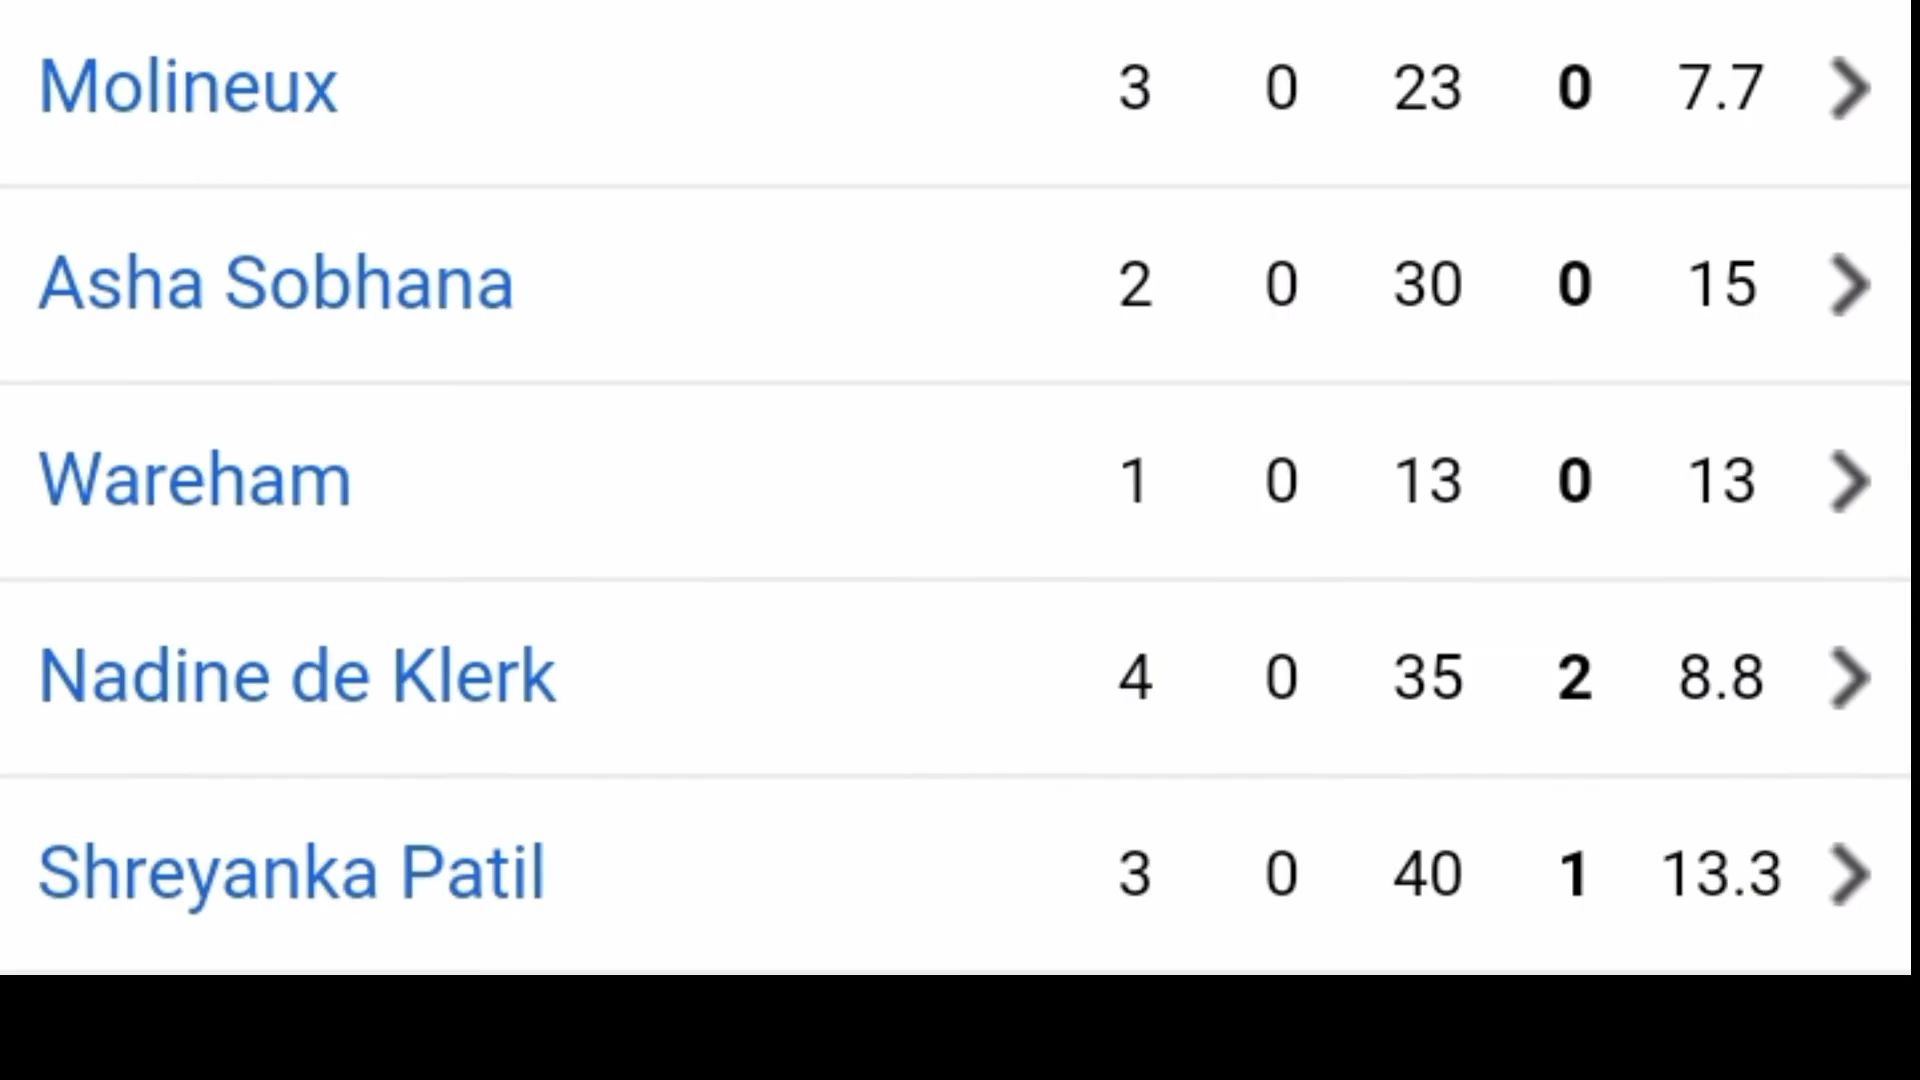 Molineux 3 0 23 0 7.7
Asha Sobhana 2 0 30 0 15
Wareham 1 0 13 0 13
Nadine de Klerk 4 0 35 2 8.8
Shreyanka Patil 3 0 40 1 13.3